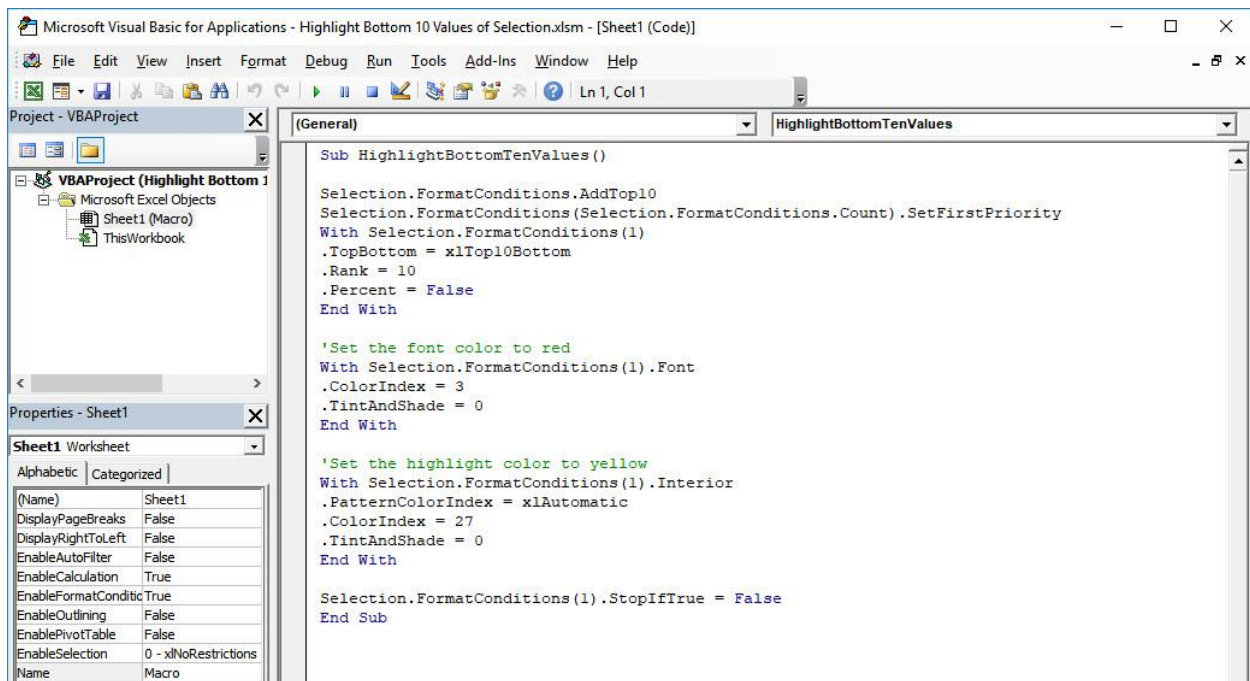 Microsoft Visual Basic for Applications - Highlight Bottom 10 Values of Selection.xlsm - [Sheet1 (Code)]
File Edit View Insert Format Debug Run Tools Add-Ins Window Help
Ln 1, Col 1
Project - VBAProject
VBAProject (Highlight Bottom 1
Microsoft Excel Objects
Sheet1 (Macro)
ThisWorkbook
Properties - Sheet1
Sheet1 Worksheet
Alphabetic Categorized
(Name) Sheet1
DisplayPageBreaks False
DisplayRightToLeft False
EnableAutoFilter False
EnableCalculation True
EnableFormatConditic True
EnableOutlining False
EnablePivotTable False
EnableSelection 0 - xlNoRestrictions
Name Macro
(General) HighlightBottomTenValues
Sub HighlightBottomTenValues()
Selection.FormatConditions.AddTop10
Selection.FormatConditions(Selection.FormatConditions.Count).SetFirstPriority
With Selection.FormatConditions(1)
.TopBottom = xlTop10Bottom
.Rank = 10
.Percent = False
End With
'Set the font color to red
With Selection.FormatConditions(1).Font
.ColorIndex = 3
.TintAndShade = 0
End With
'Set the highlight color to yellow
With Selection.FormatConditions(1).Interior
.PatternColorIndex = xlAutomatic
.ColorIndex = 27
.TintAndShade = 0
End With
Selection.FormatConditions(1).StopIfTrue = False
End Sub